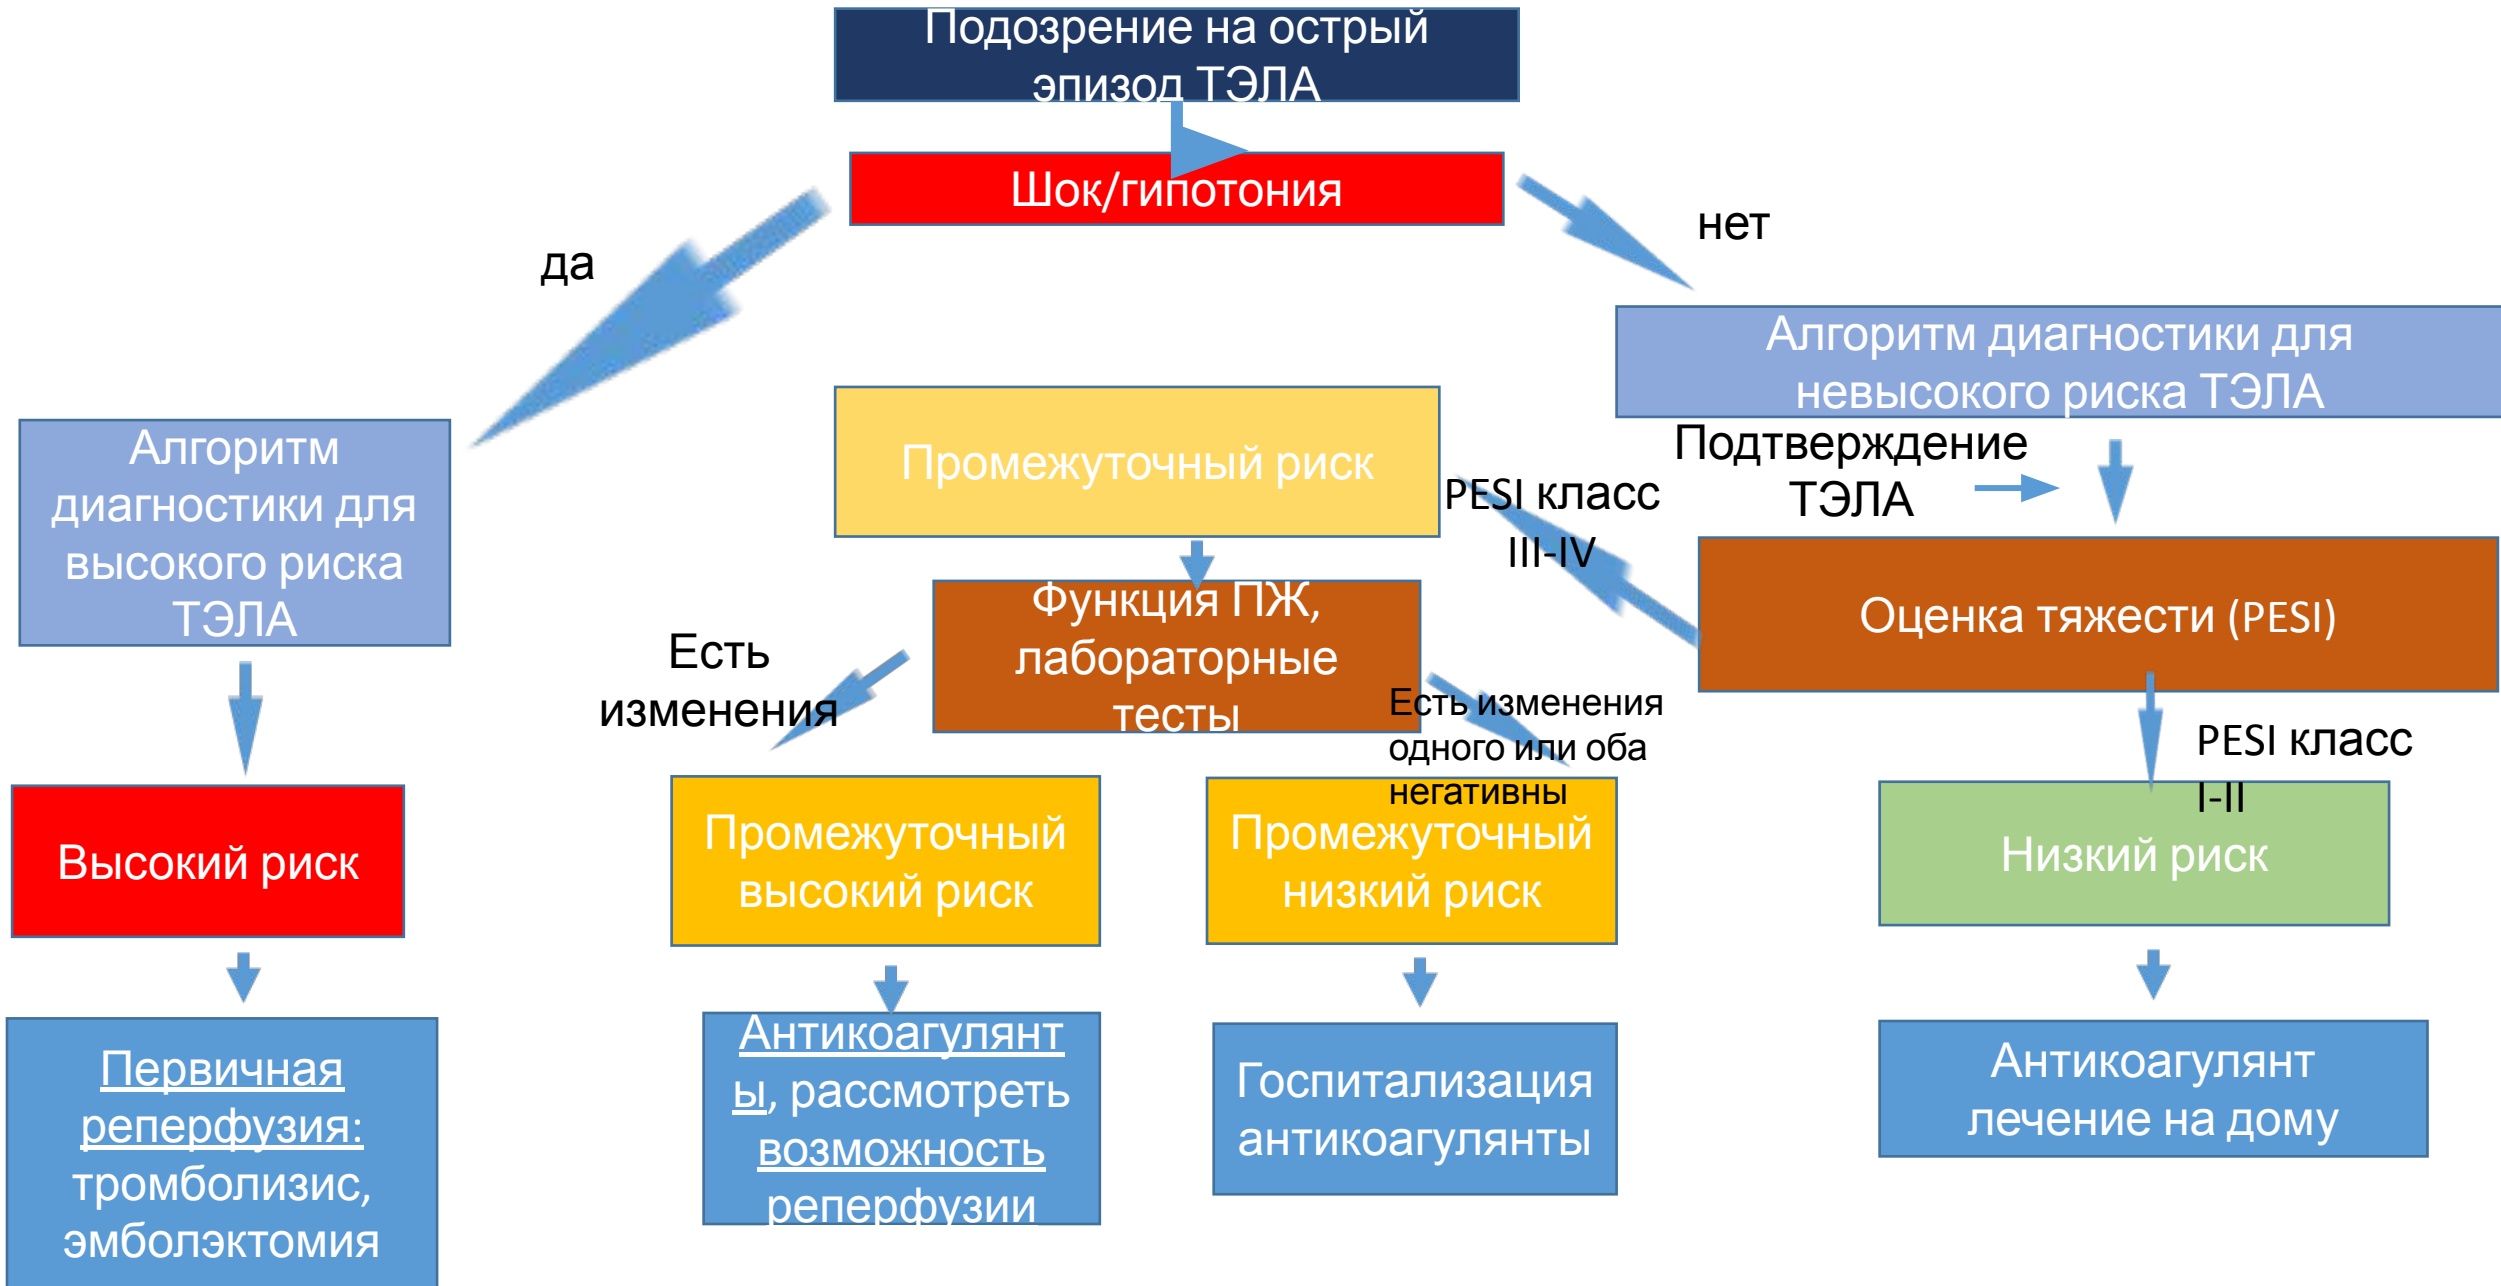 Подозрение на острый
эпизод ТЭЛА
Шок/гипотония
да
нет
Алгоритм диагностики для
невысокого риска ТЭЛА
Алгоритм
диагностики для
высокого риска
ТЭЛА
Промежуточный риск
Подтверждение
ТЭЛА
PESI класс
III-IV
Оценка тяжести (PESI)
Функция ПЖ,
лабораторные
тесты
Есть
изменения
Есть изменения
одного или оба
негативны
PESI класс
I-II
Высокий риск
Промежуточный
высокий риск
Промежуточный
низкий риск
Низкий риск
Первичная
реперфузия:
тромболизис,
эмболэктомия
Антикоагулянт
ы, рассмотреть
возможность
реперфузии
Госпитализация
антикоагулянты
Антикоагулянт
лечение на дому